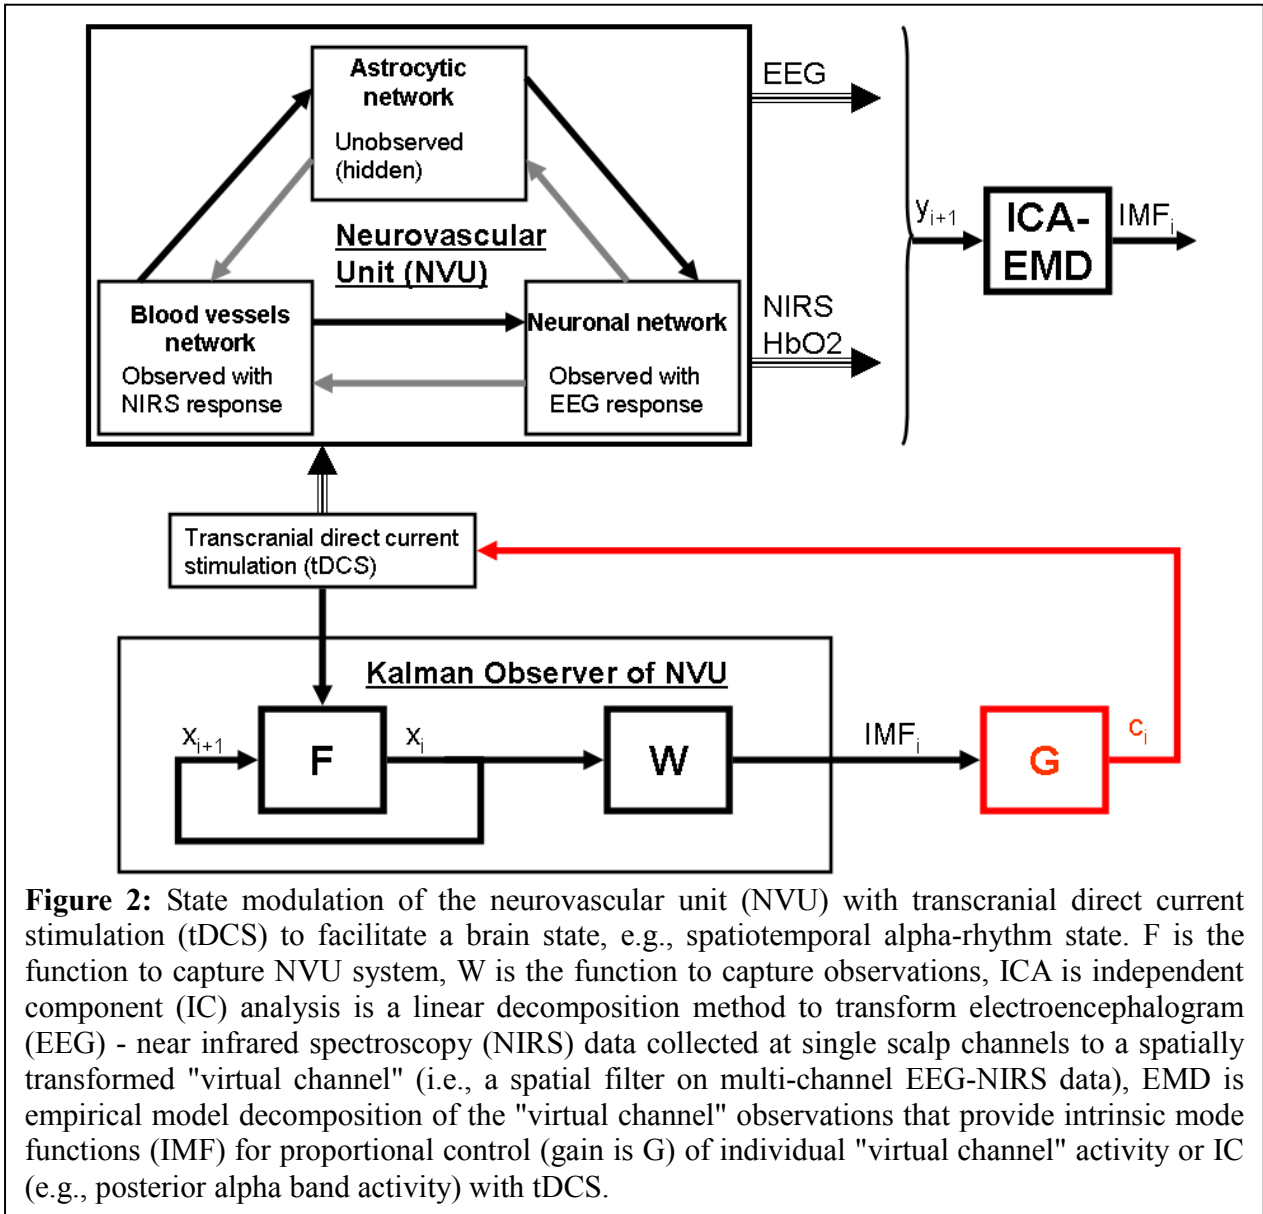 Astrocytic
network
Unobserved
(hidden)
EEG
Neurovascular
Unit (NVU)
Blood vessels
network
Observed with
NIRS response
Neuronal network
Observed with
EEG response
NIRS
HbO2
y_{i+1}
ICA-
EMD
IMF_i
Transcranial direct current
stimulation (tDCS)
Kalman Observer of NVU
x_{i+1}
F
x_i
W
IMF_i
G
c_i
Figure 2: State modulation of the neurovascular unit (NVU) with transcranial direct current
stimulation (tDCS) to facilitate a brain state, e.g., spatiotemporal alpha-rhythm state. F is the
function to capture NVU system, W is the function to capture observations, ICA is independent
component (IC) analysis is a linear decomposition method to transform electroencephalogram
(EEG) - near infrared spectroscopy (NIRS) data collected at single scalp channels to a spatially
transformed "virtual channel" (i.e., a spatial filter on multi-channel EEG-NIRS data), EMD is
empirical model decomposition of the "virtual channel" observations that provide intrinsic mode
functions (IMF) for proportional control (gain is G) of individual "virtual channel" activity or IC
(e.g., posterior alpha band activity) with tDCS.